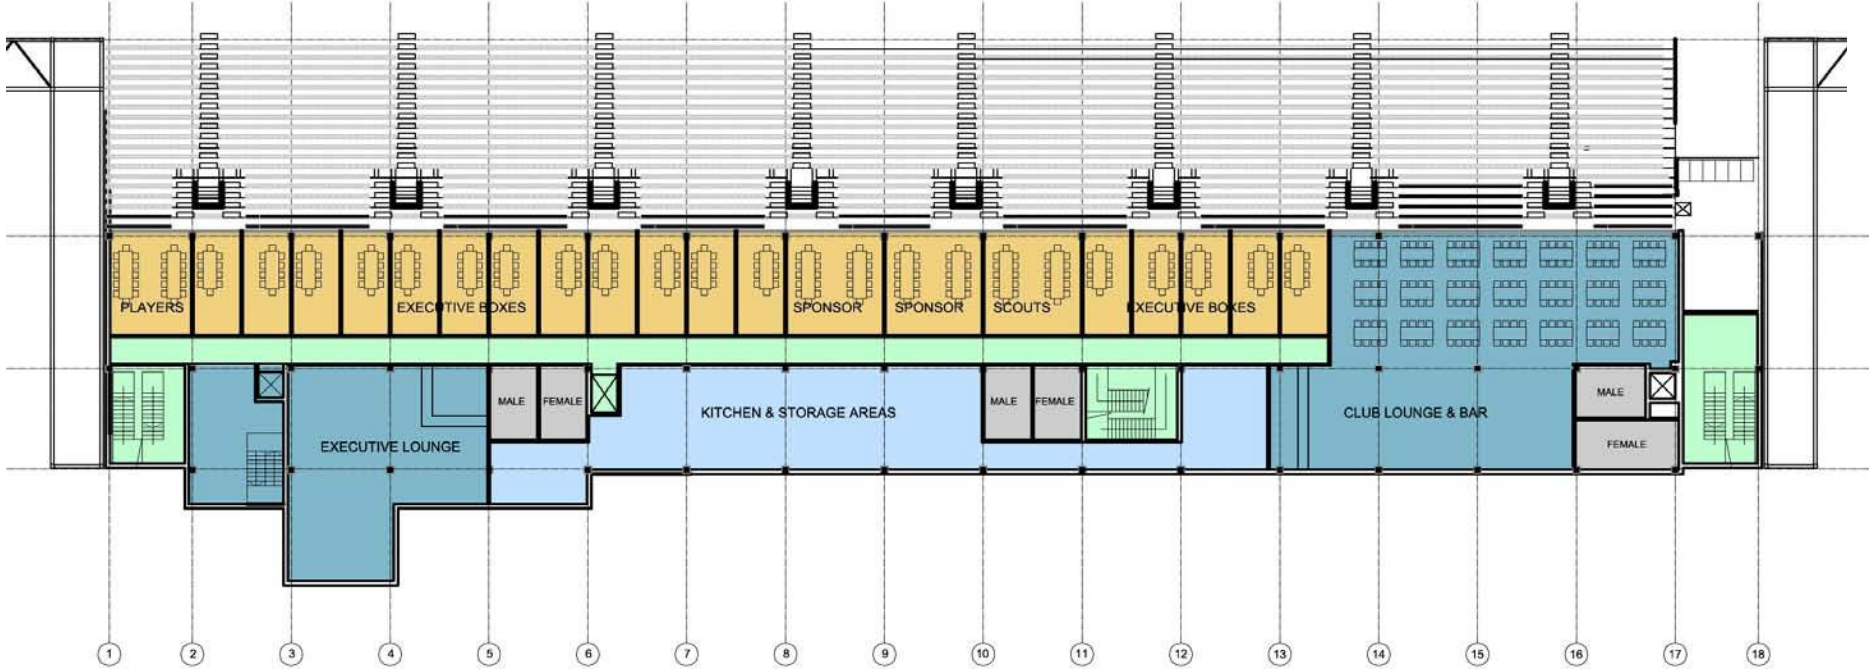 PLAYERS
EXECUTIVE BOXES
SPONSOR
SPONSOR
SCOUTS
EXECUTIVE BOXES
MALE
FEMALE
KITCHEN & STORAGE AREAS
MALE
FEMALE
CLUB LOUNGE & BAR
MALE
EXECUTIVE LOUNGE
FEMALE
1
2
3
4
5
6
7
8
9
10
11
12
13
14
15
16
17
18